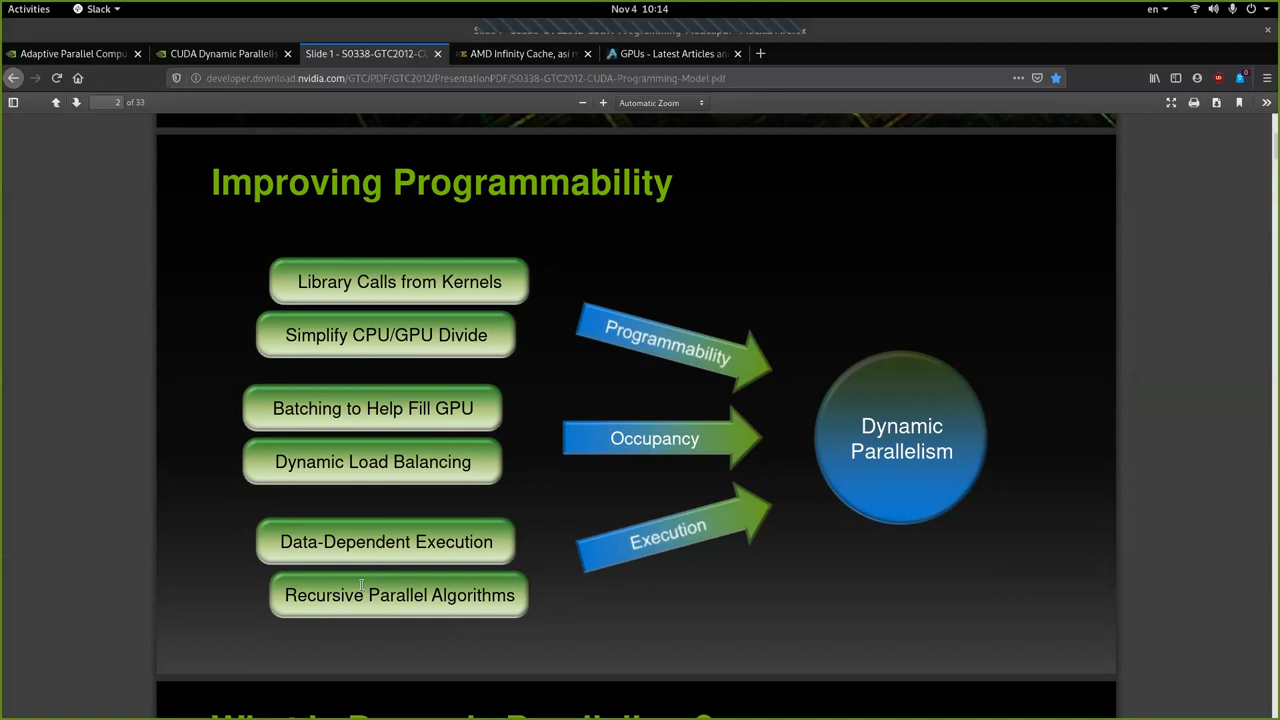 Activities
Slack
Nov 4 10:14
en
Adaptive Parallel Compu
CUDA Dynamic Parallelis
Slide 1 - S0338-GTC2012-CU
AMD Infinity Cache, así
GPUs - Latest Articles an
developer.download.nvidia.com/GTC/PDF/GTC2012/PresentationPDF/S0338-GTC2012-CUDA-Programming-Model.pdf
2 of 33
Automatic Zoom
Improving Programmability
Library Calls from Kernels
Simplify CPU/GPU Divide
Batching to Help Fill GPU
Dynamic Load Balancing
Data-Dependent Execution
Recursive Parallel Algorithms
Programmability
Occupancy
Execution
Dynamic
Parallelism